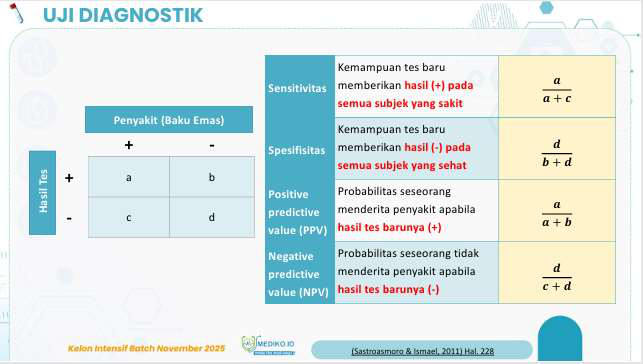 UJI DIAGNOSTIK
Penyakit (Baku Emas)
+ -
Hasil Tes
+ a b
- c d
Sensitivitas
Kemampuan tes baru
memberikan hasil (+) pada
semua subjek yang sakit
a
a + c
Spesifisitas
Kemampuan tes baru
memberikan hasil (-) pada
semua subjek yang sehat
d
b + d
Positive
predictive
value (PPV)
Probabilitas seseorang
menderita penyakit apabila
hasil tes barunya (+)
a
a + b
Negative
predictive
value (NPV)
Probabilitas seseorang tidak
menderita penyakit apabila
hasil tes barunya (-)
d
c + d
Kelon Intensif Batch November 2025
MEDIKO.ID
(Sastroasmoro & Ismael, 2011) Hal. 228